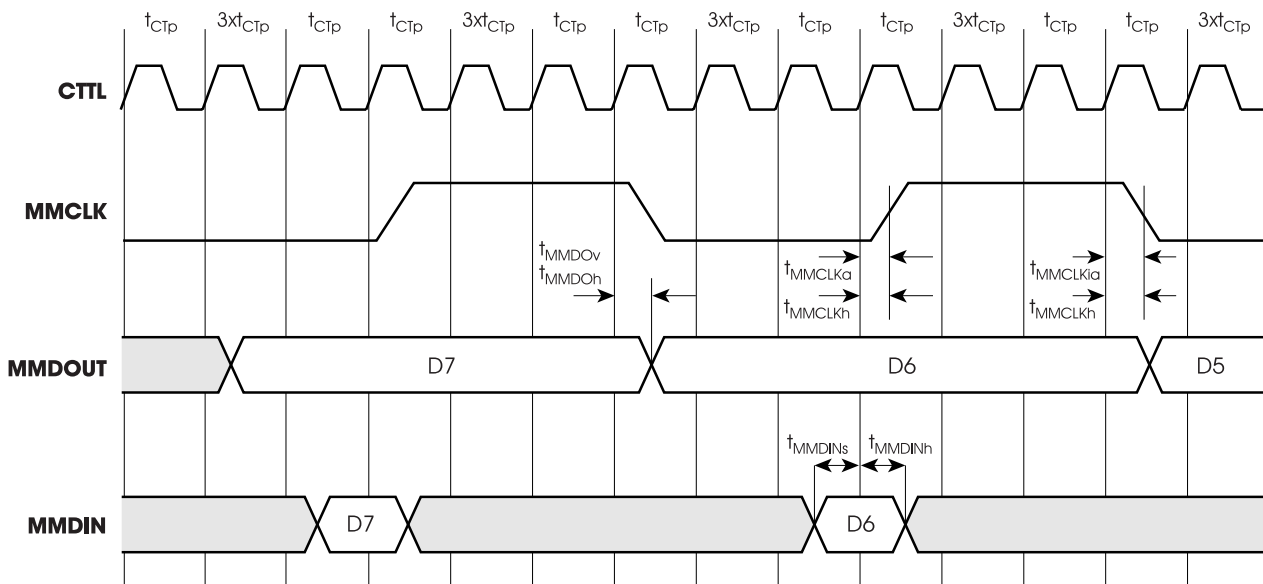 tCTp 3xtCTp tCTp tCTp 3xtCTp tCTp tCTp 3xtCTp tCTp tCTp 3xtCTp tCTp tCTp 3xtCTp
CTTL
MMCLK
tMMDOv
tMMDOh
tMMCLKa
tMMCLKh
tMMCLKia
tMMCLKh
MMDOUT D7 D6 D5
tMMDINs tMMDINh
MMDIN D7 D6